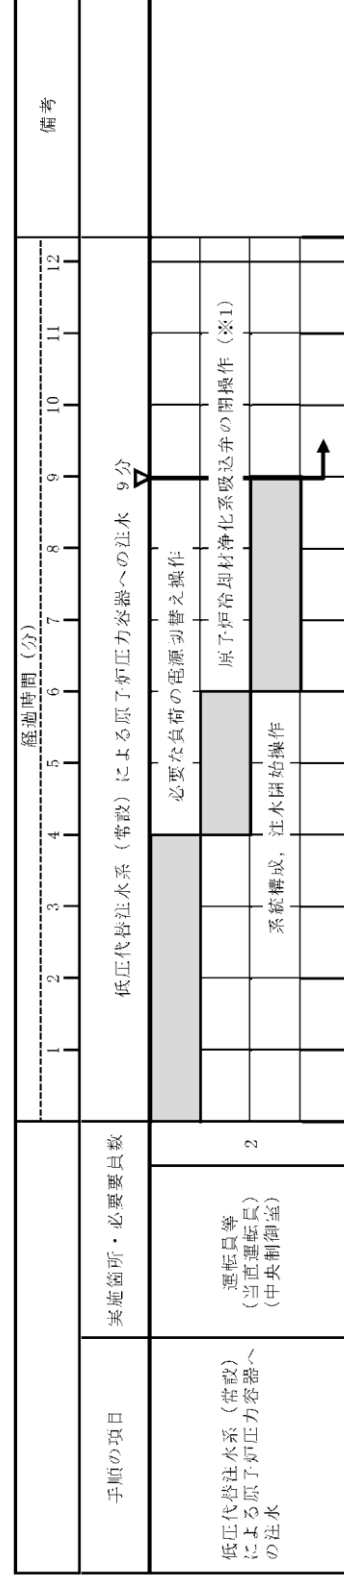 経過時間（分）
備考
1 2 3 4 5 6 7 8 9 10 11 12
手順の項目
実施箇所・必要要員数
低圧代替注水系（常設）による原子炉圧力容器への注水 9分
低圧代替注水系（常設）
による原子炉圧力容器へ
の注水
運転員等
（当直運転員）
（中央制御室）
2
必要な負荷の電源切替え操作
原子炉冷却材浄化系吸込弁の閉操作（※1）
系統構成，注水開始操作